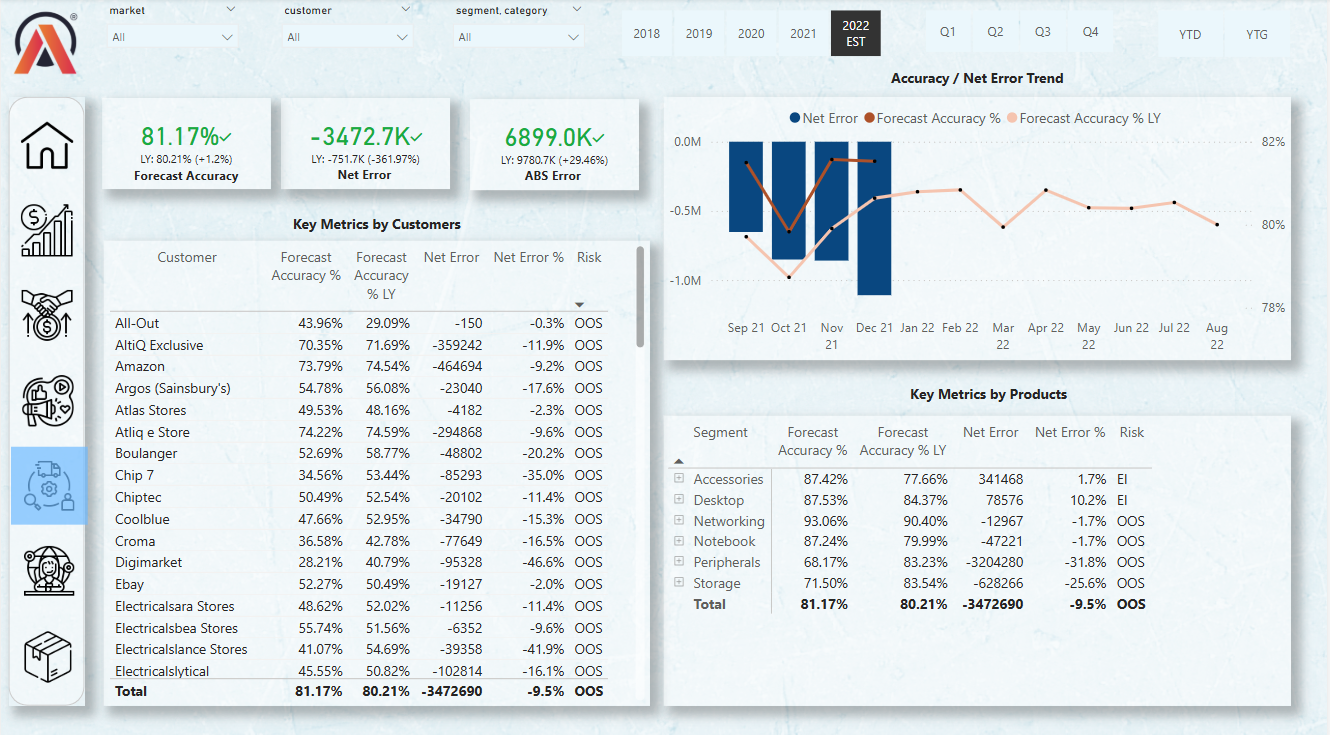 market
customer
segment, category
All
All
All
2018
2019
2020
2021
2022
EST
Q1
Q2
Q3
Q4
YTD
YTG
®
81.17%
LY: 80.21% (+1.2%)
Forecast Accuracy
-3472.7K
LY: -751.7K (-361.97%)
Net Error
6899.0K
LY: 9780.7K (+29.46%)
ABS Error
Accuracy / Net Error Trend
Net Error Forecast Accuracy % Forecast Accuracy % LY
0.0M
-0.5M
-1.0M
82%
80%
78%
Sep 21 Oct 21 Nov 21 Dec 21 Jan 22 Feb 22 Mar 22 Apr 22 May 22 Jun 22 Jul 22 Aug 22
Key Metrics by Customers
Customer Forecast Accuracy % Forecast Accuracy % LY Net Error Net Error % Risk
All-Out 43.96% 29.09% -150 -0.3% OOS
AltiQ Exclusive 70.35% 71.69% -359242 -11.9% OOS
Amazon 73.79% 74.54% -464694 -9.2% OOS
Argos (Sainsbury's) 54.78% 56.08% -23040 -17.6% OOS
Atlas Stores 49.53% 48.16% -4182 -2.3% OOS
Atliq e Store 74.22% 74.59% -294868 -9.6% OOS
Boulanger 52.69% 58.77% -48802 -20.2% OOS
Chip 7 34.56% 53.44% -85293 -35.0% OOS
Chiptec 50.49% 52.54% -20102 -11.4% OOS
Coolblue 47.66% 52.95% -34790 -15.3% OOS
Croma 36.58% 42.78% -77649 -16.5% OOS
Digimarket 28.21% 40.79% -95328 -46.6% OOS
Ebay 52.27% 50.49% -19127 -2.0% OOS
Electricalsara Stores 48.62% 52.02% -11256 -11.4% OOS
Electricalsbea Stores 55.74% 51.56% -6352 -9.6% OOS
Electricalslance Stores 41.07% 54.69% -39358 -41.9% OOS
Electricalslytical 45.55% 50.82% -102814 -16.1% OOS
Total 81.17% 80.21% -3472690 -9.5% OOS
Key Metrics by Products
Segment Forecast Accuracy % Forecast Accuracy % LY Net Error Net Error % Risk
Accessories 87.42% 77.66% 341468 1.7% EI
Desktop 87.53% 84.37% 78576 10.2% EI
Networking 93.06% 90.40% -12967 -1.7% OOS
Notebook 87.24% 79.99% -47221 -1.7% OOS
Peripherals 68.17% 83.23% -3204280 -31.8% OOS
Storage 71.50% 83.54% -628266 -25.6% OOS
Total 81.17% 80.21% -3472690 -9.5% OOS